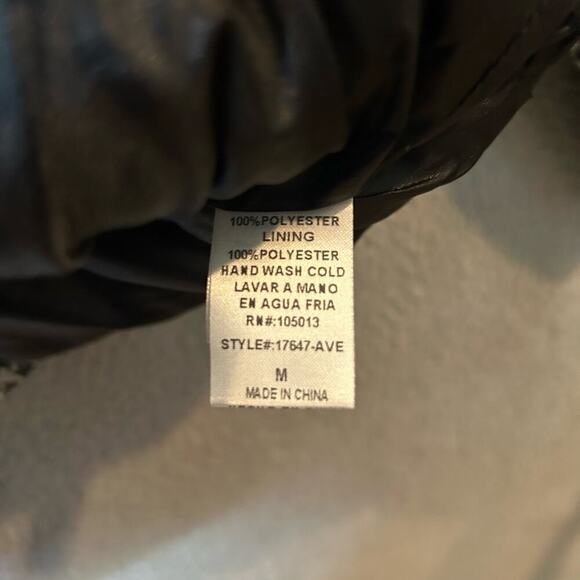 100%POLYESTER
LINING
100%POLYESTER
HAND WASH COLD
LAVAR A MANO
EN AGUA FRIA
RN#:105013
STYLE#:17647-AVE
M
MADE IN CHINA